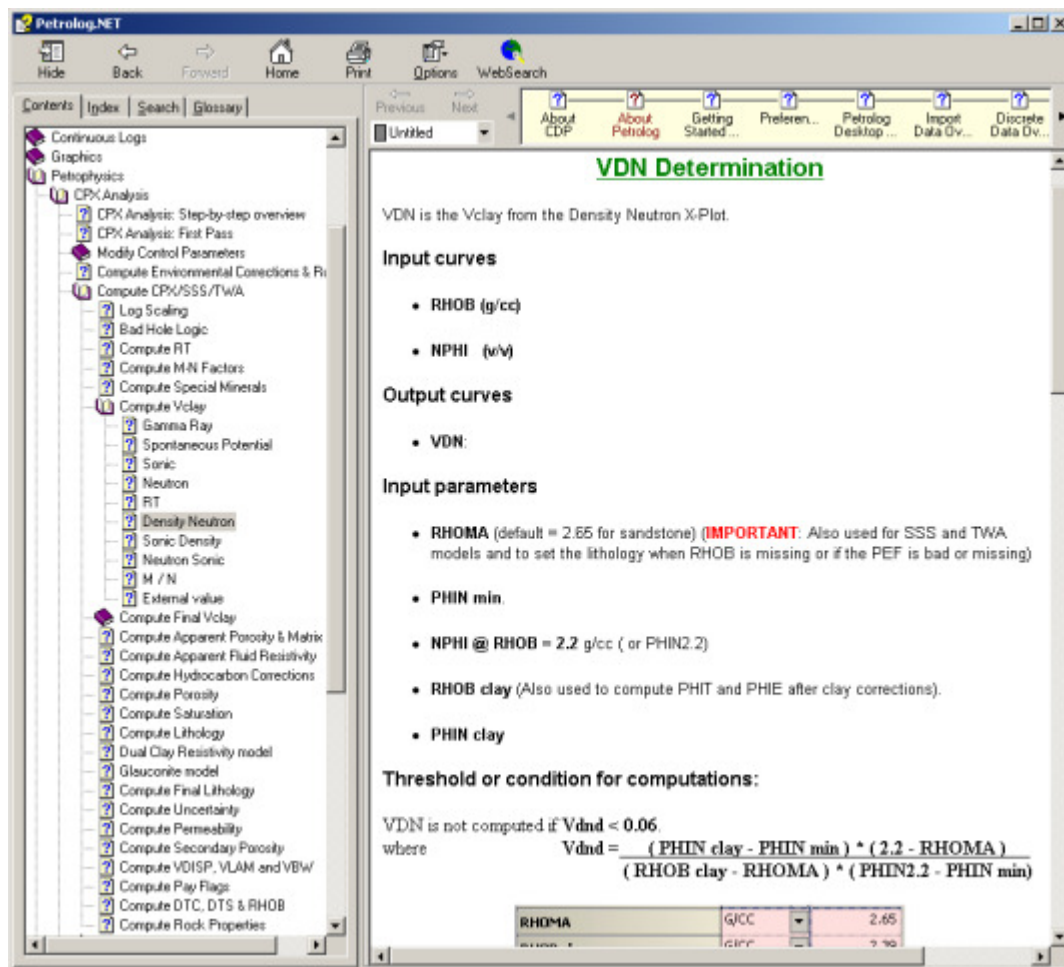 Petrolog.NET
Hide Back Forward Home Print Options WebSearch
Contents Index Search Glossary
Continuous Logs
Graphics
Petrophysics
CPX Analysis
CPX Analysis: Step-by-step overview
CPX Analysis: First Pass
Modify Control Parameters
Compute Environmental Corrections & Ru
Compute CPX/SSS/TWA
Log Scaling
Bad Hole Logic
Compute RT
Compute M-N Factors
Compute Special Minerals
Compute Vclay
Gamma Ray
Spontaneous Potential
Sonic
Neutron
RT
Density Neutron
Sonic Density
Neutron Sonic
M / N
External value
Compute Final Vclay
Compute Apparent Porosity & Matrix
Compute Apparent Fluid Resistivity
Compute Hydrocarbon Corrections
Compute Porosity
Compute Saturation
Compute Lithology
Dual Clay Resistivity model
Glauconite model
Compute Final Lithology
Compute Uncertainty
Compute Permeability
Compute Secondary Porosity
Compute VDISP, VLAM and VBW
Compute Pay Flags
Compute DTC, DTS & RHOB
Compute Rock Properties
Previous Next
Untitled
About CDP
About Petrolog
Getting Started ...
Preferen...
Petrolog Desktop ...
Import Data Ov...
Discrete Data Ov...
VDN Determination
VDN is the Vclay from the Density Neutron X-Plot.
Input curves
• RHOB (g/cc)
• NPHI (v/v)
Output curves
• VDN:
Input parameters
• RHOMA (default = 2.65 for sandstone) (IMPORTANT: Also used for SSS and TWA
models and to set the lithology when RHOB is missing or if the PEF is bad or missing)
• PHIN min.
• NPHI @ RHOB = 2.2 g/cc ( or PHIN2.2)
• RHOB clay (Also used to compute PHIT and PHIE after clay corrections).
• PHIN clay
Threshold or condition for computations:
VDN is not computed if Vdnd < 0.06.
where Vdnd = ( PHIN clay - PHIN min ) * ( 2.2 - RHOMA )
( RHOB clay - RHOMA ) * ( PHIN2.2 - PHIN min)
RHOMA G/CC 2.65